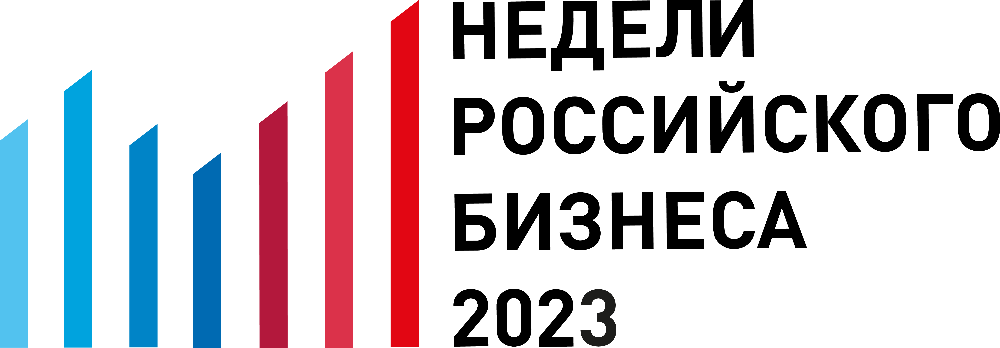 НЕДЕЛИ
РОССИЙСКОГО
БИЗНЕСА
2023